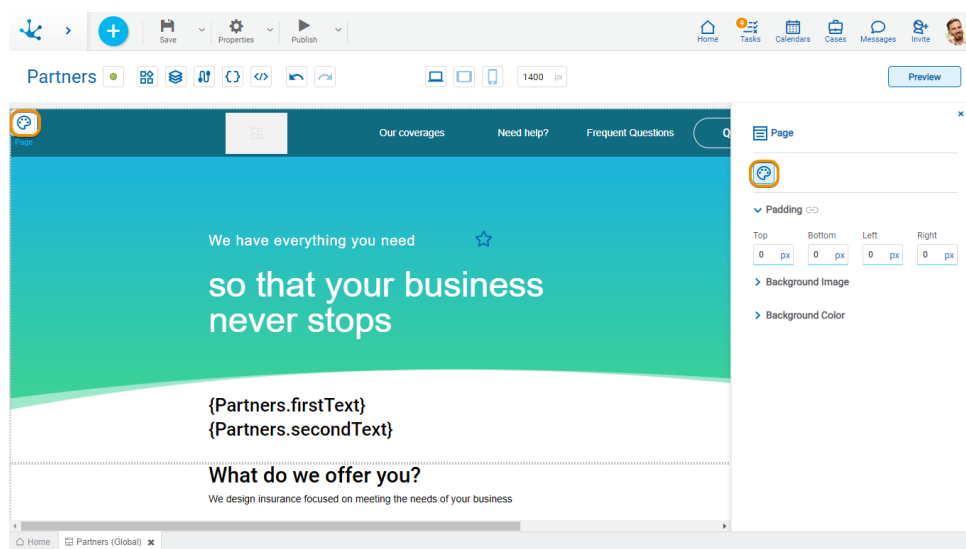 Save
Properties
Publish
Home
9
Tasks
Calendars
Cases
Messages
Invite
Partners
1400 px
Preview
Page
Our coverages
Need help?
Frequent Questions
Q
We have everything you need
so that your business
never stops
{Partners.firstText}
{Partners.secondText}
What do we offer you?
We design insurance focused on meeting the needs of your business
Page
Padding
Top Bottom Left Right
0 px 0 px 0 px 0 px
Background Image
Background Color
Home
Partners (Global)